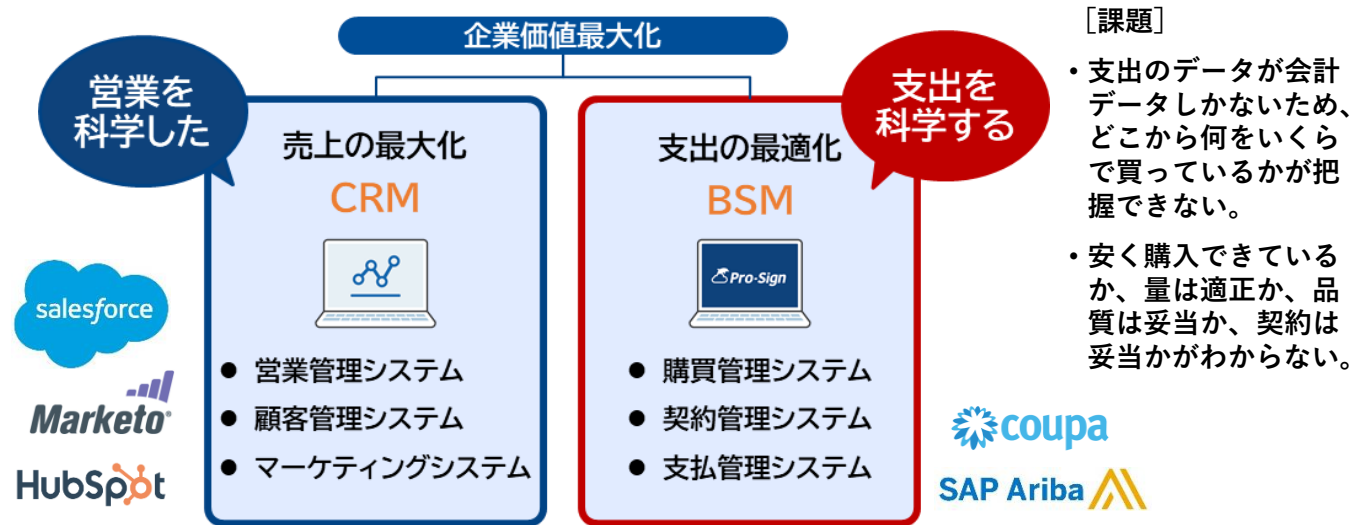 企業価値最大化
営業を
科学した
支出を
科学する
売上の最大化
CRM
● 営業管理システム
● 顧客管理システム
● マーケティングシステム
支出の最適化
BSM
Pro-Sign
● 購買管理システム
● 契約管理システム
● 支払管理システム
salesforce
Marketo
HubSpot
coupa
SAP Ariba
［課題］
・支出のデータが会計
データしかないため、
どこから何をいくら
で買っているかが把
握できない。
・安く購入できている
か、量は適正か、品
質は妥当か、契約は
妥当かがわからない。